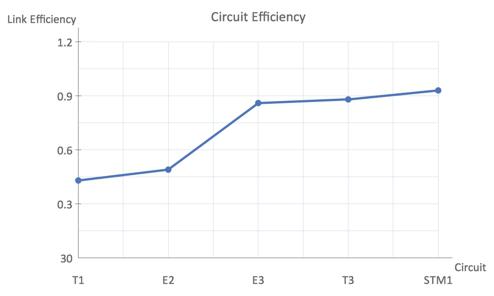 Circuit Efficiency
Link Efficiency
1.2
0.9
0.6
0.3
30
T1 E2 E3 T3 STM1
Circuit